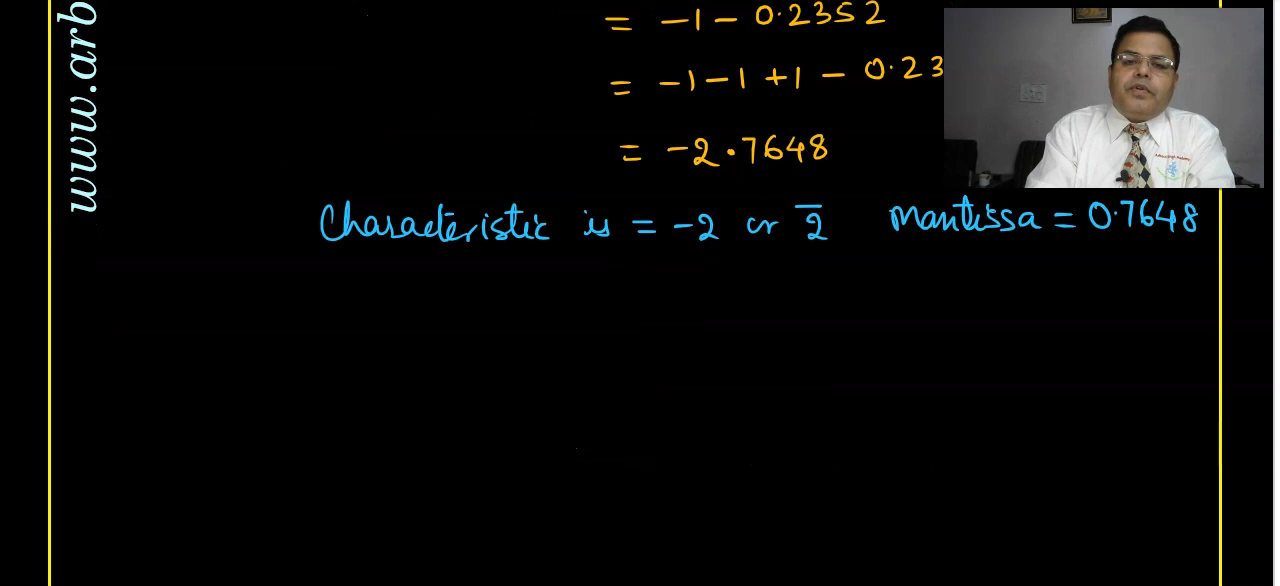 www.arb
= -1 - 0.2352
= -1 -1 +1 - 0.23
= -2.7648
Characteristic is = -2 or 2̅ Mantissa = 0.7648